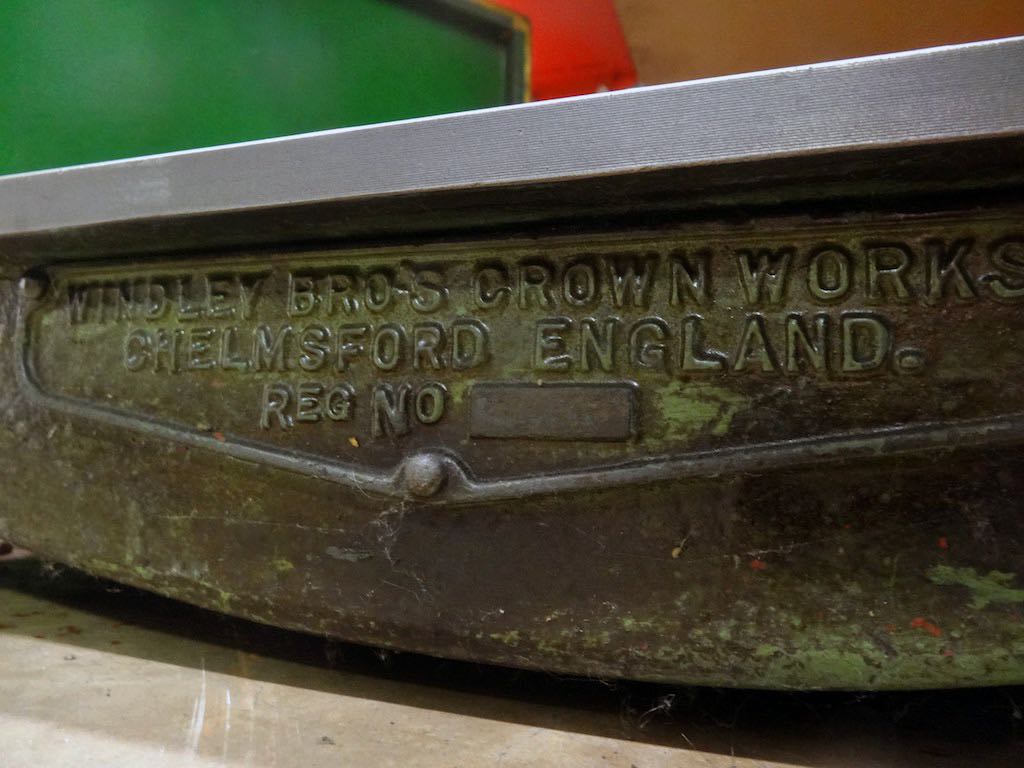 WINDLEY BRO'S CROWN WORKS
CHELMSFORD ENGLAND.
REG NO